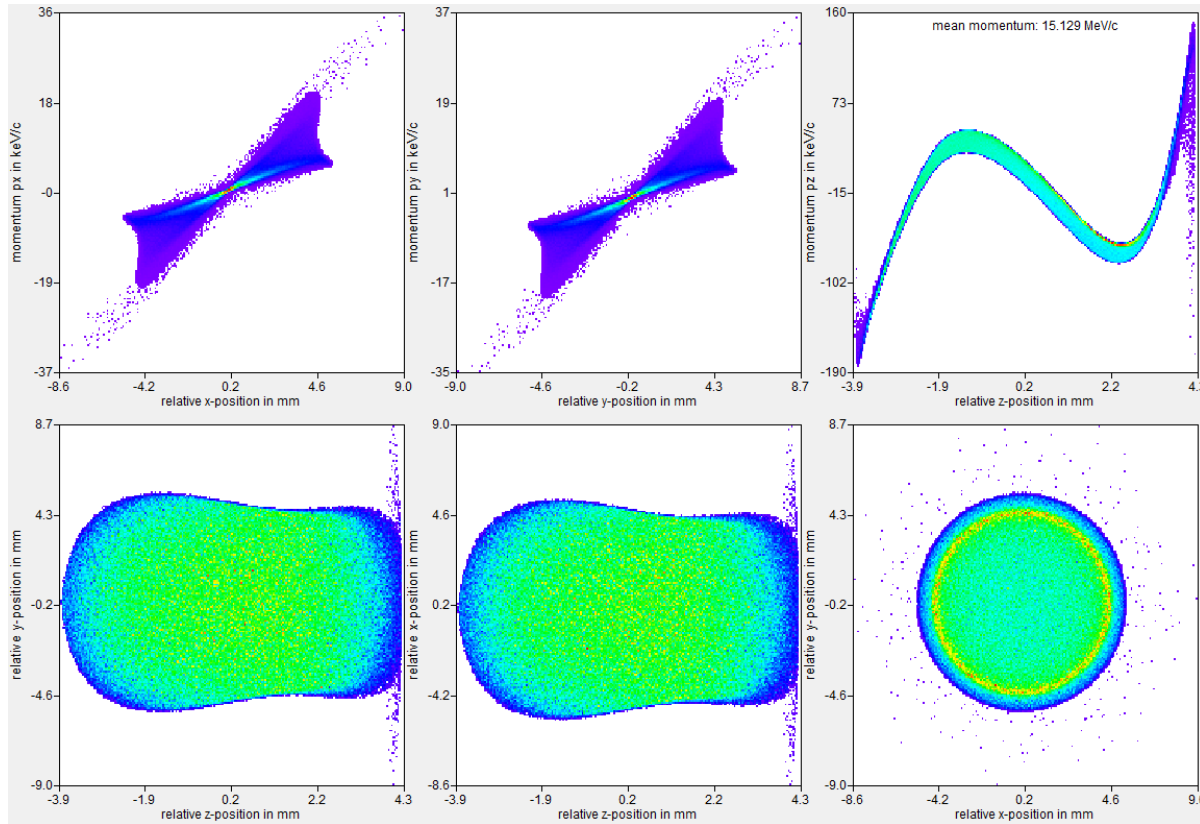 36
18
-0
-19
-37
momentum px in keV/c
-8.6 -4.2 0.2 4.6 9.0
relative x-position in mm
37
19
1
-17
-35
momentum py in keV/c
-9.0 -4.6 -0.2 4.3 8.7
relative y-position in mm
160
73
-15
-102
-190
momentum pz in keV/c
mean momentum: 15.129 MeV/c
-3.9 -1.9 0.2 2.2 4.3
relative z-position in mm
8.7
4.3
-0.2
-4.6
-9.0
relative y-position in mm
-3.9 -1.9 0.2 2.2 4.3
relative z-position in mm
9.0
4.6
0.2
-4.2
-8.6
relative x-position in mm
-3.9 -1.9 0.2 2.2 4.3
relative z-position in mm
8.7
4.3
-0.2
-4.6
-9.0
relative y-position in mm
-8.6 -4.2 0.2 4.6
relative x-position in mm